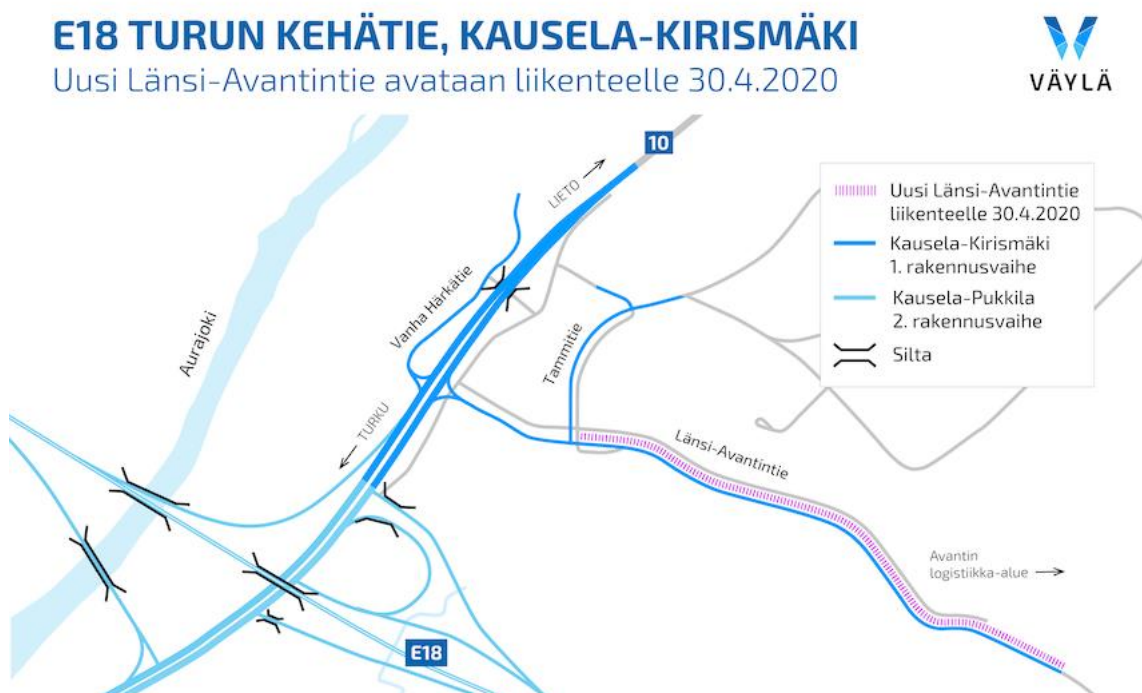 E18 TURUN KEHÄTIE, KAUSELA-KIRISMÄKI
Uusi Länsi-Avantintie avataan liikenteelle 30.4.2020
VÄYLÄ
10
LIETO
Uusi Länsi-Avantintie
liikenteelle 30.4.2020
Kausela-Kirismäki
1. rakennusvaihe
Kausela-Pukkila
2. rakennusvaihe
Silta
Vanha Härkätie
Aurajoki
Tammitie
TURKU
Länsi-Avantintie
Avantin
logistiikka-alue
E18